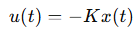 u(t) = −Kx(t)